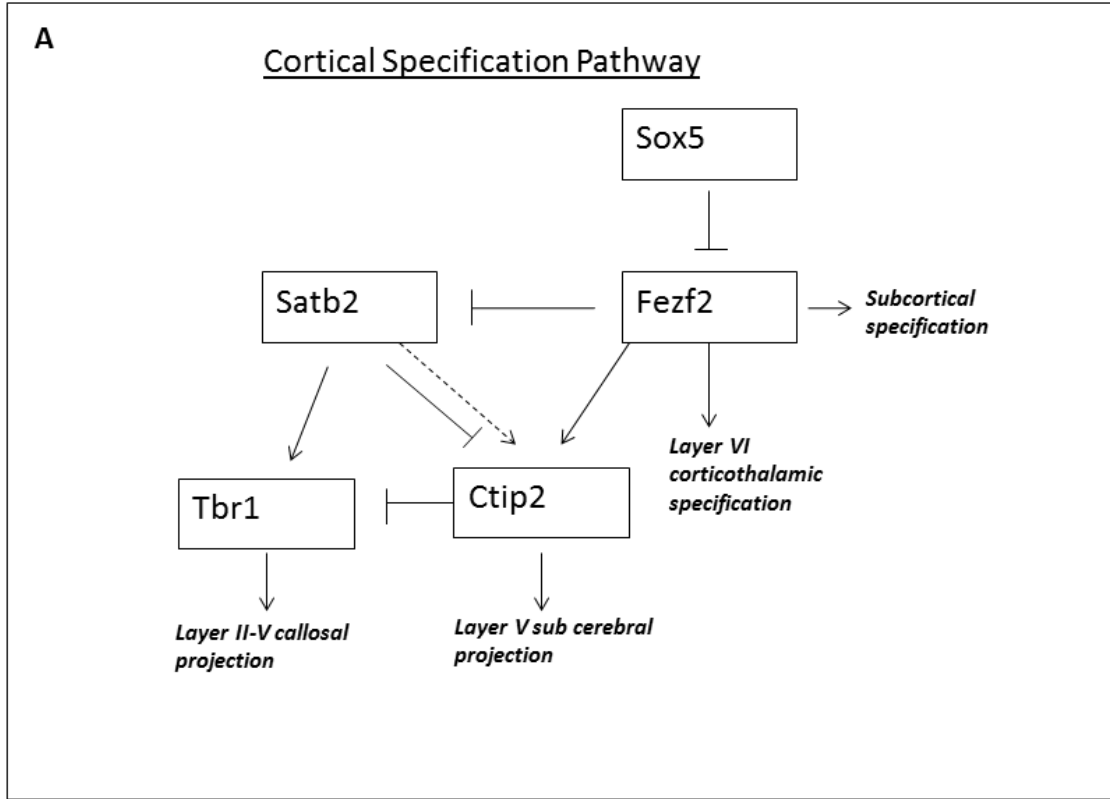 A
Cortical Specification Pathway
Sox5
Satb2
Fezf2
Subcortical
specification
Layer VI
corticothalamic
specification
Tbr1
Ctip2
Layer II-V callosal
projection
Layer V sub cerebral
projection